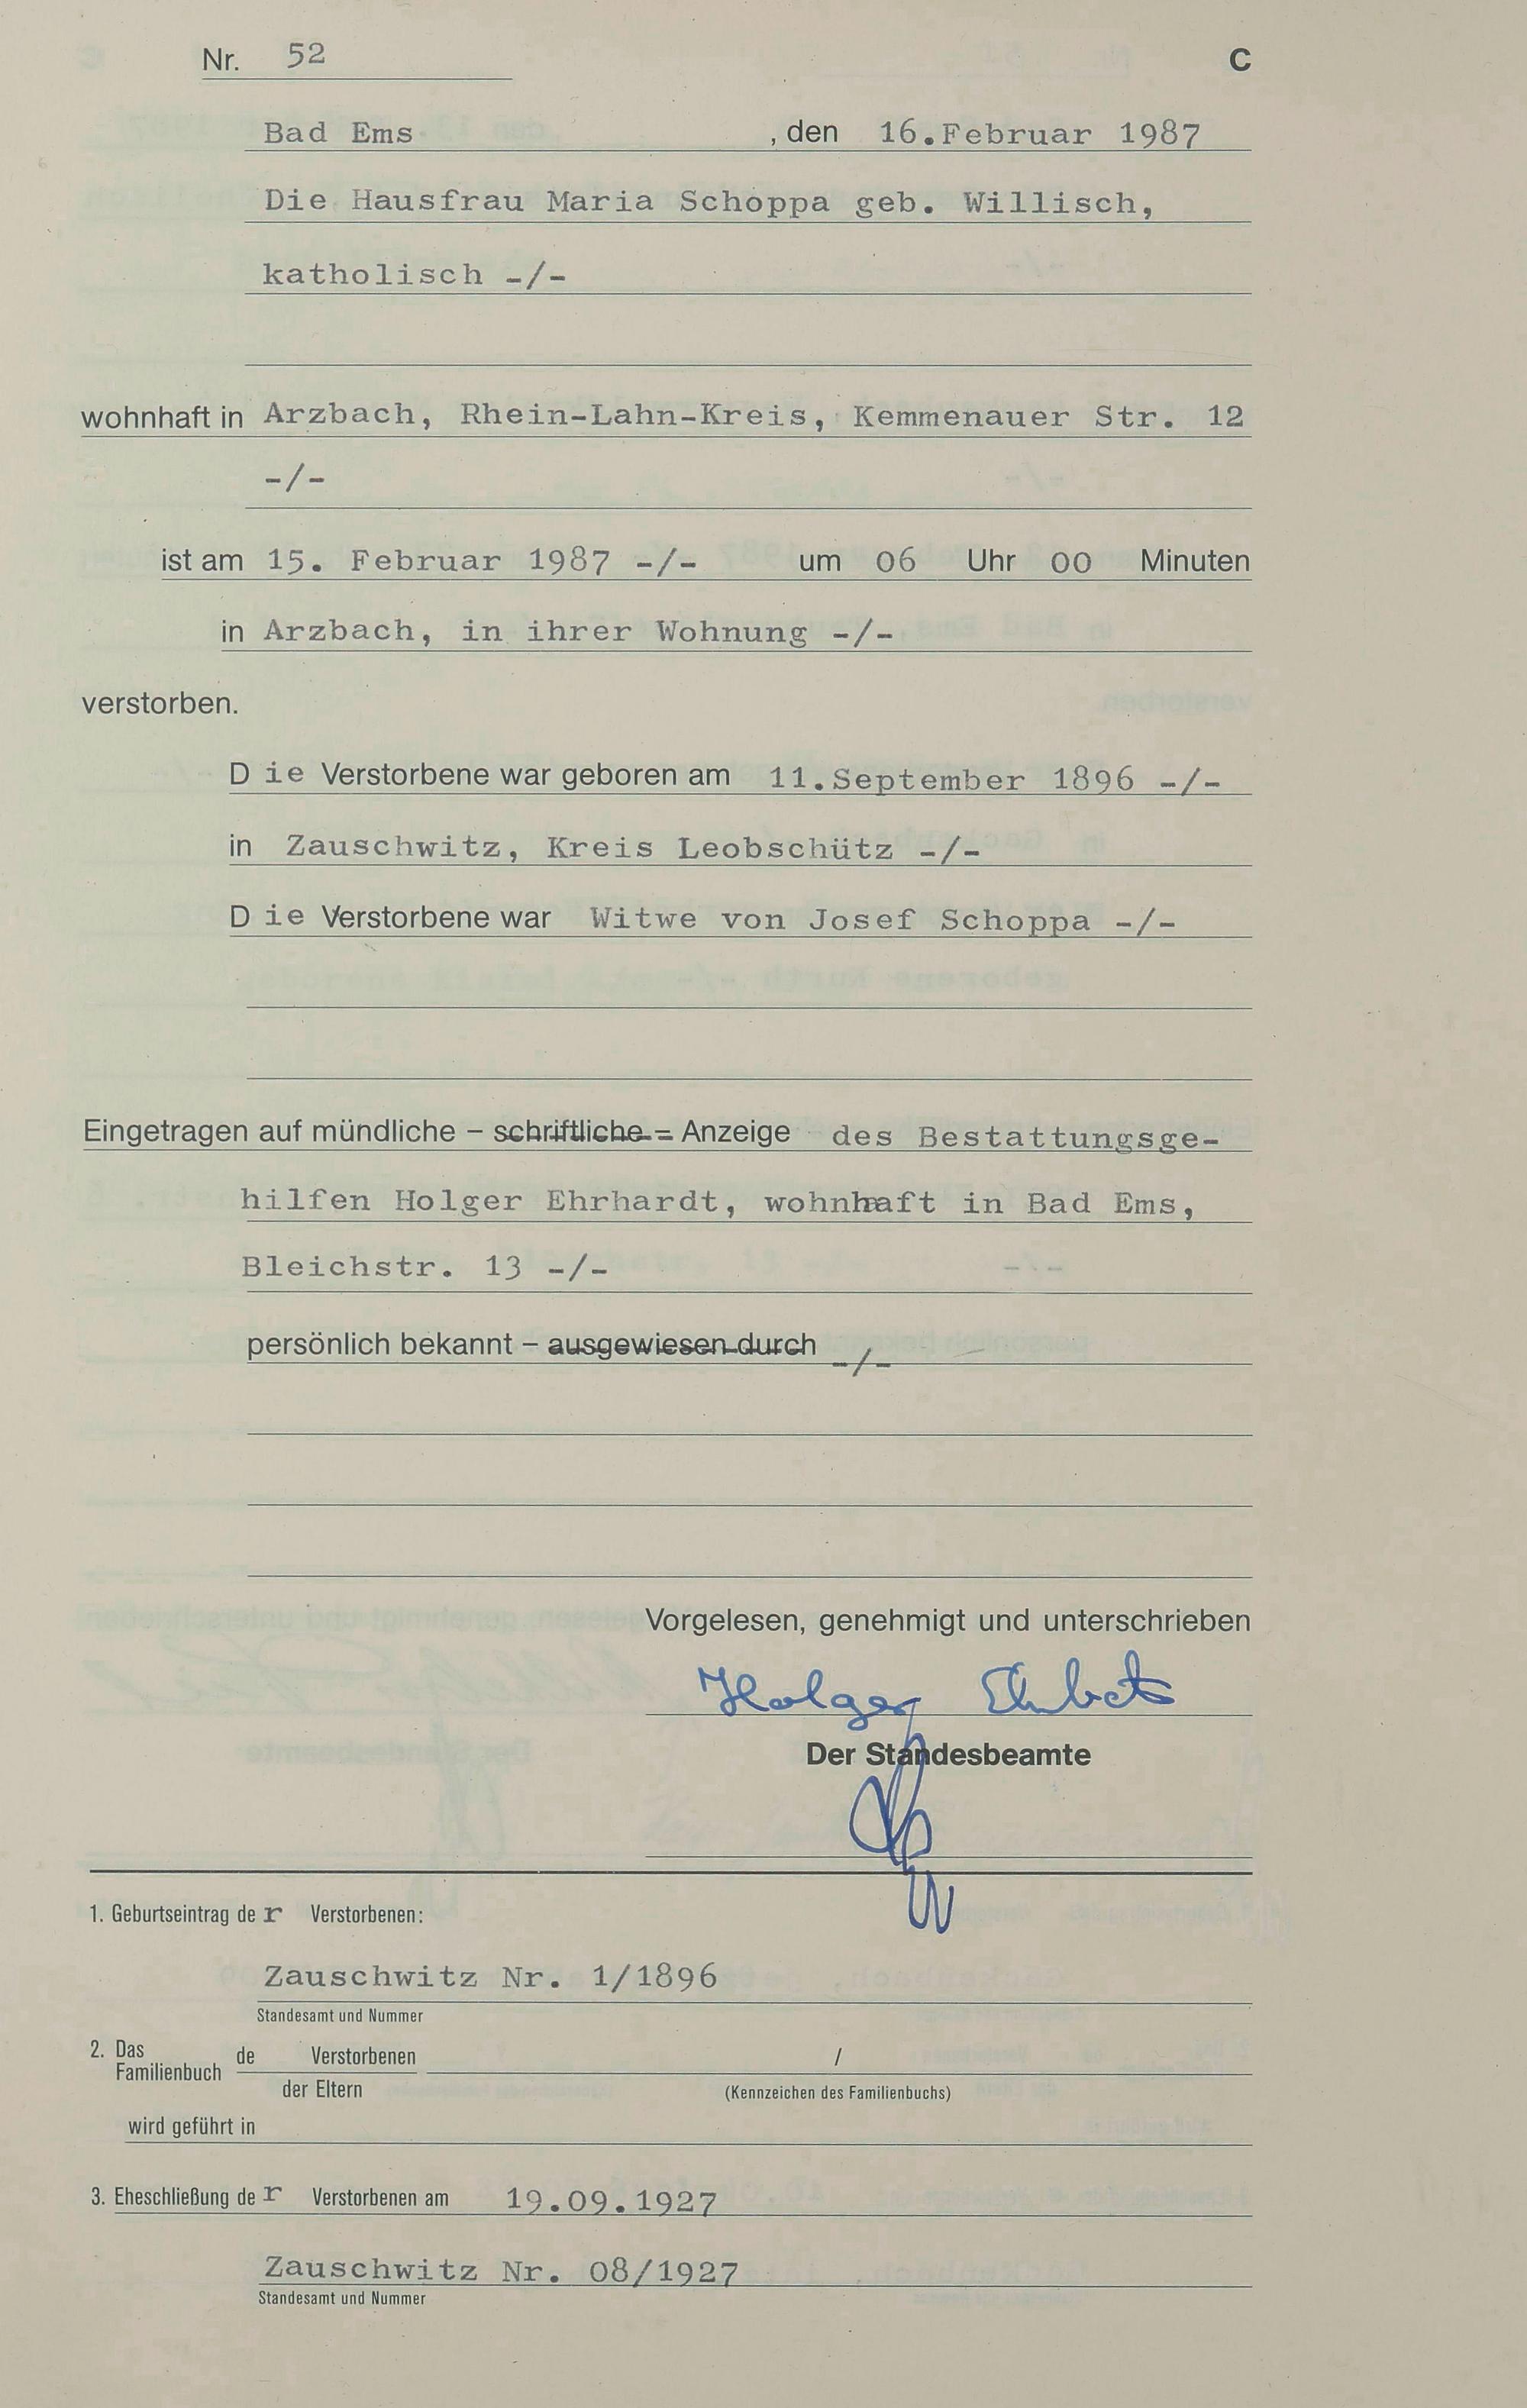 Nr. 52 C
Bad Ems , den 16.Februar 1987
Die Hausfrau Maria Schoppa geb. Willisch,
katholisch -/-
wohnhaft in Arzbach, Rhein-Lahn-Kreis, Kemmenauer Str. 12
-/-
ist am 15. Februar 1987 -/- um 06 Uhr 00 Minuten
in Arzbach, in ihrer Wohnung -/-
verstorben.
D ie Verstorbene war geboren am 11.September 1896 -/-
in Zauschwitz, Kreis Leobschütz -/-
D ie Verstorbene war Witwe von Josef Schoppa -/-
Eingetragen auf mündliche – schriftliche – Anzeige des Bestattungsge-
hilfen Holger Ehrhardt, wohnhaft in Bad Ems,
Bleichstr. 13 -/-
persönlich bekannt – ausgewiesen durch -/-
Vorgelesen, genehmigt und unterschrieben
Holger
Der Standesbeamte
1. Geburtseintrag de r Verstorbenen:
Zauschwitz Nr. 1/1896
Standesamt und Nummer
2. Das Familienbuch de Verstorbenen /
der Eltern (Kennzeichen des Familienbuchs)
wird geführt in
3. Eheschließung de r Verstorbenen am 19.09.1927
Zauschwitz Nr. 08/1927
Standesamt und Nummer